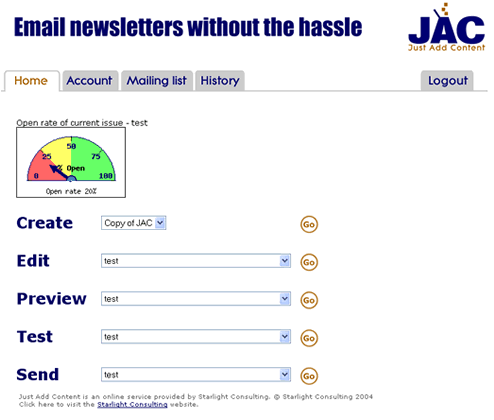 Email newsletters without the hassle
JAC
Just Add Content
Home Account Mailing list History Logout
Open rate of current issue - test
0 25 50 75 100
% Open
Open rate 20%
Create Copy of JAC Go
Edit test Go
Preview test Go
Test test Go
Send test Go
Just Add Content is an online service provided by Starlight Consulting. © Starlight Consulting 2004
Click here to visit the Starlight Consulting website.